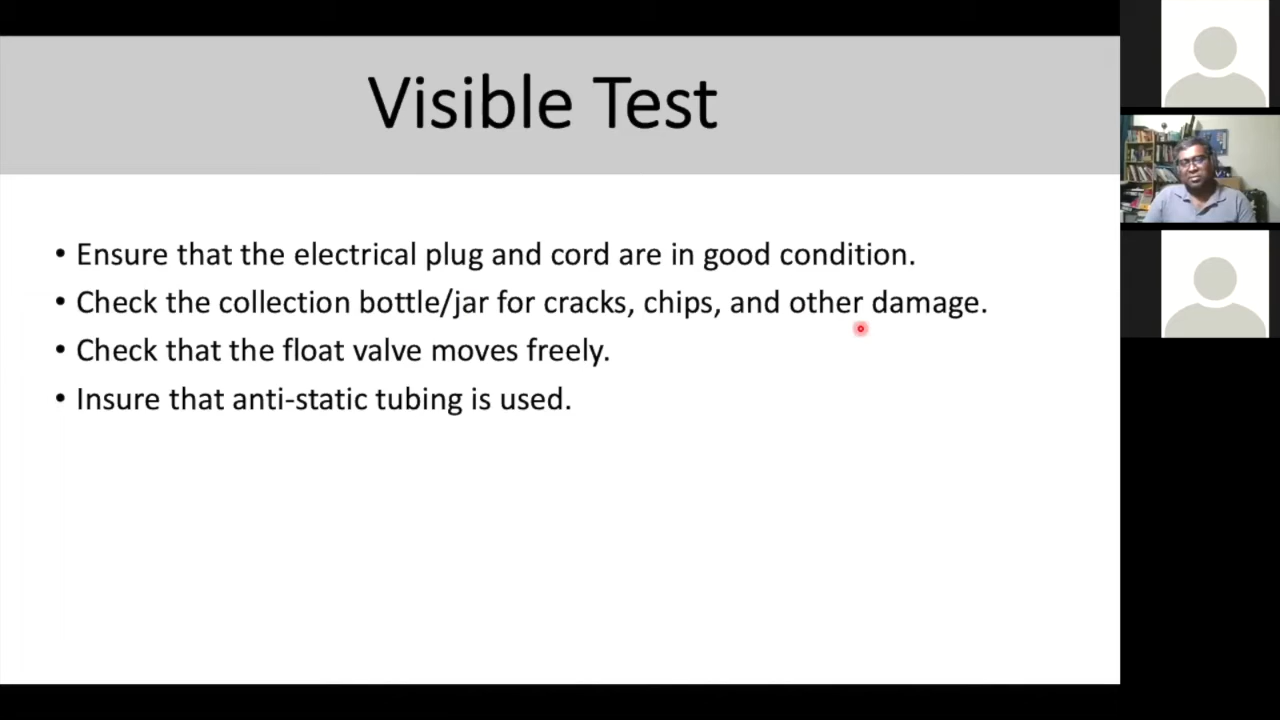 Visible Test
• Ensure that the electrical plug and cord are in good condition.
• Check the collection bottle/jar for cracks, chips, and other damage.
• Check that the float valve moves freely.
• Insure that anti-static tubing is used.